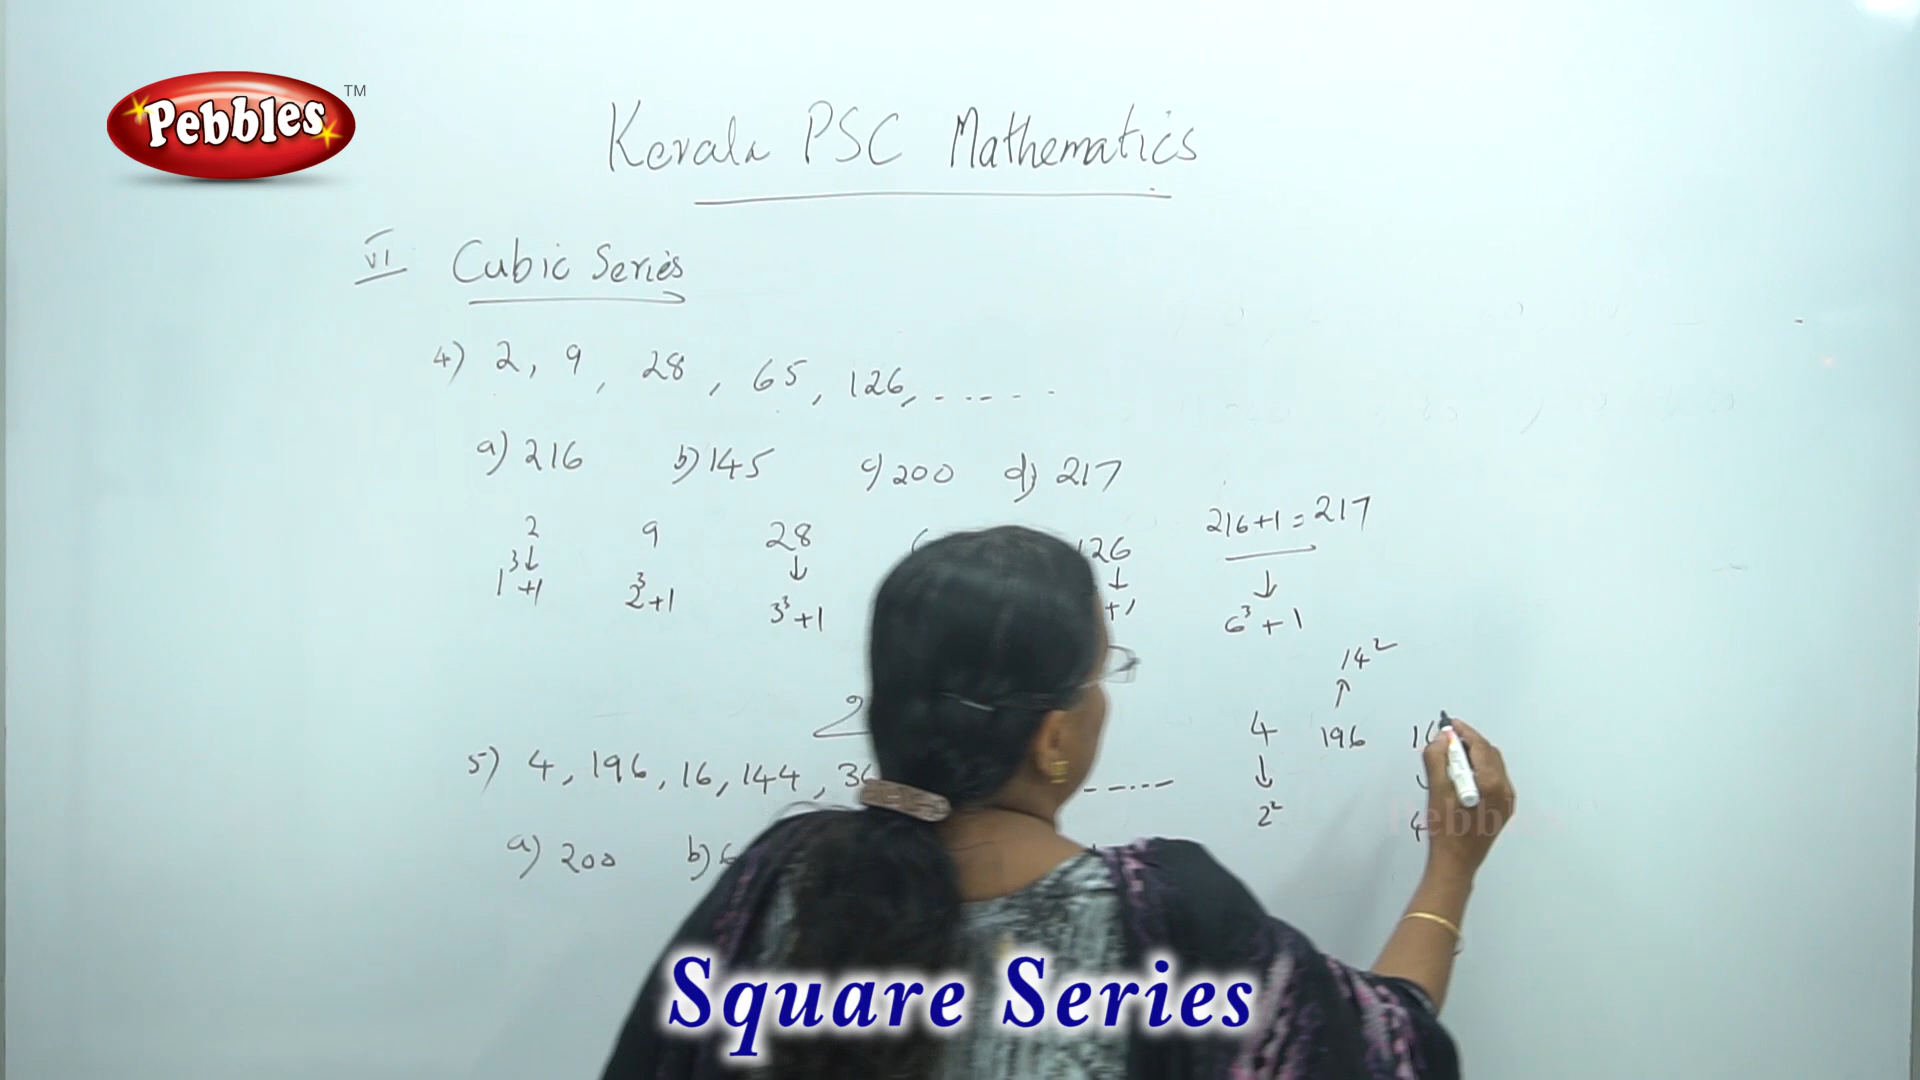 Pebbles TM
Kerala PSC Mathematics
VI Cubic Series
4) 2, 9, 28, 65, 126, ......
a) 216 b) 145 c) 200 d) 217
2 9 28 126 216+1=217
↓ ↓ ↓ ↓
1³+1 2³+1 3³+1 +1 6³+1
14²
↑
4 196
↓
2²
5) 4, 196, 16, 144, 36
a) 200 b)
Pebbles
Square Series